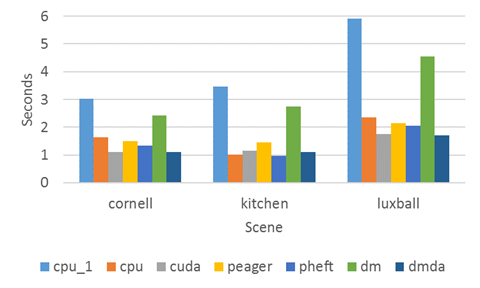 6
5
4
3
2
1
0
Seconds
cornell kitchen luxball
Scene
cpu_1 cpu cuda peager pheft dm dmda